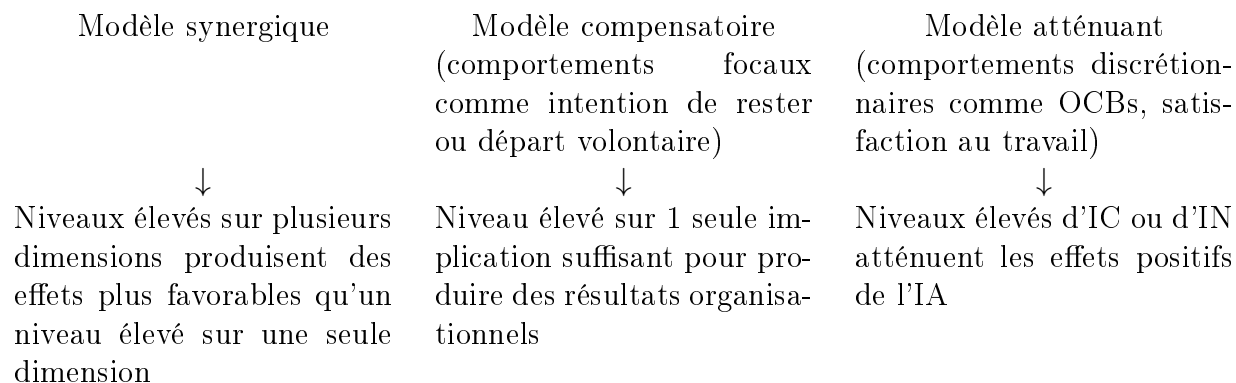 Modèle synergique
↓
Niveaux élevés sur plusieurs
dimensions produisent des
effets plus favorables qu'un
niveau élevé sur une seule
dimension
Modèle compensatoire
(comportements focaux
comme intention de rester
ou départ volontaire)
↓
Niveau élevé sur 1 seule im-
plication suffisant pour pro-
duire des résultats organisa-
tionnels
Modèle atténuant
(comportements discrétion-
naires comme OCBs, satis-
faction au travail)
↓
Niveaux élevés d'IC ou d'IN
atténuent les effets positifs
de l'IA